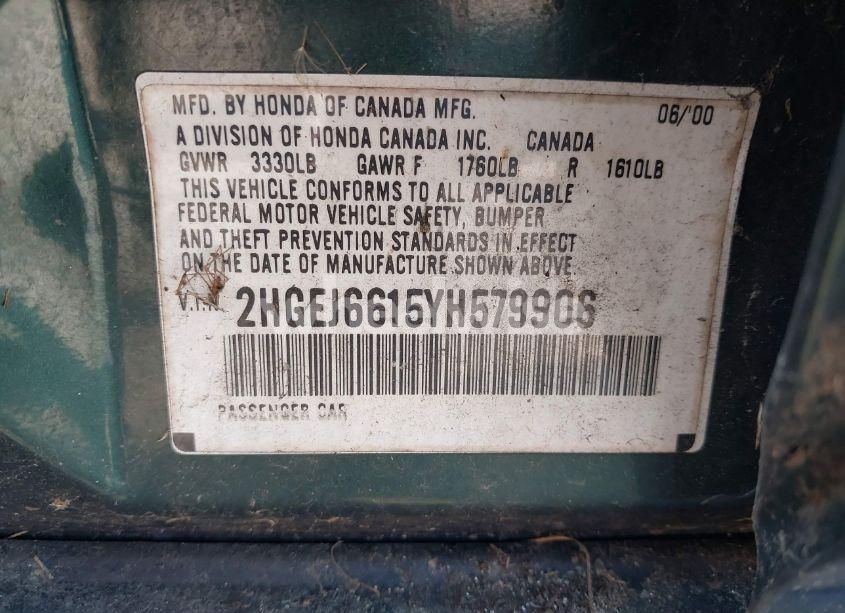 MFD. BY HONDA OF CANADA MFG. 06/'00
A DIVISION OF HONDA CANADA INC. CANADA
GVWR 3330LB GAWR F 1760LB R 1610LB
THIS VEHICLE CONFORMS TO ALL APPLICABLE
FEDERAL MOTOR VEHICLE SAFETY, BUMPER
AND THEFT PREVENTION STANDARDS IN EFFECT
ON THE DATE OF MANUFACTURE SHOWN ABOVE.
V.I.N. 2HGEJ6615YH579906
PASSENGER CAR